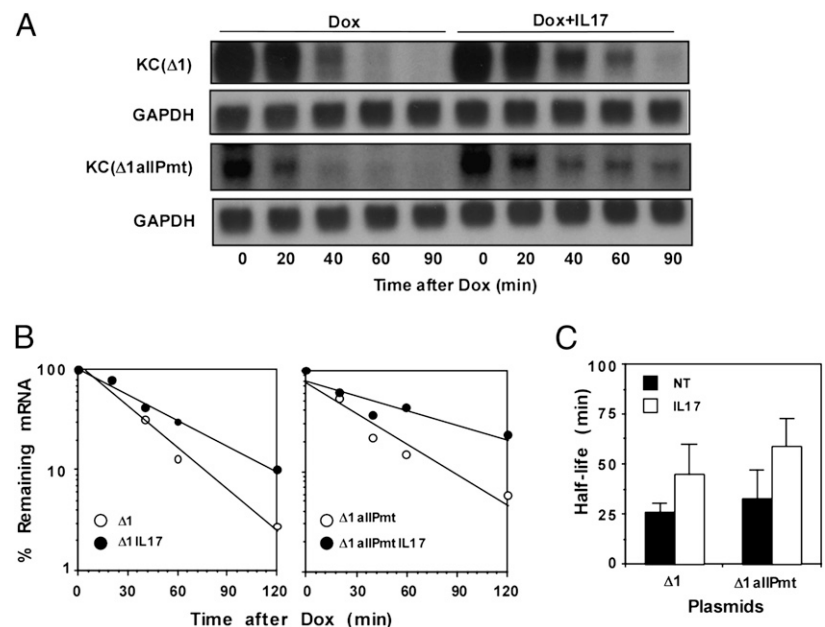 A
Dox
Dox+IL17
KC(Δ1)
GAPDH
KC(Δ1allPmt)
GAPDH
0 20 40 60 90 0 20 40 60 90
Time after Dox (min)
B
% Remaining mRNA
100
10
1
Δ1
Δ1 IL17
0 30 60 90 120
Δ1 allPmt
Δ1 allPmt IL17
0 30 60 90 120
Time after Dox (min)
C
Half-life (min)
100
75
50
25
0
NT
IL17
Δ1
Δ1 allPmt
Plasmids